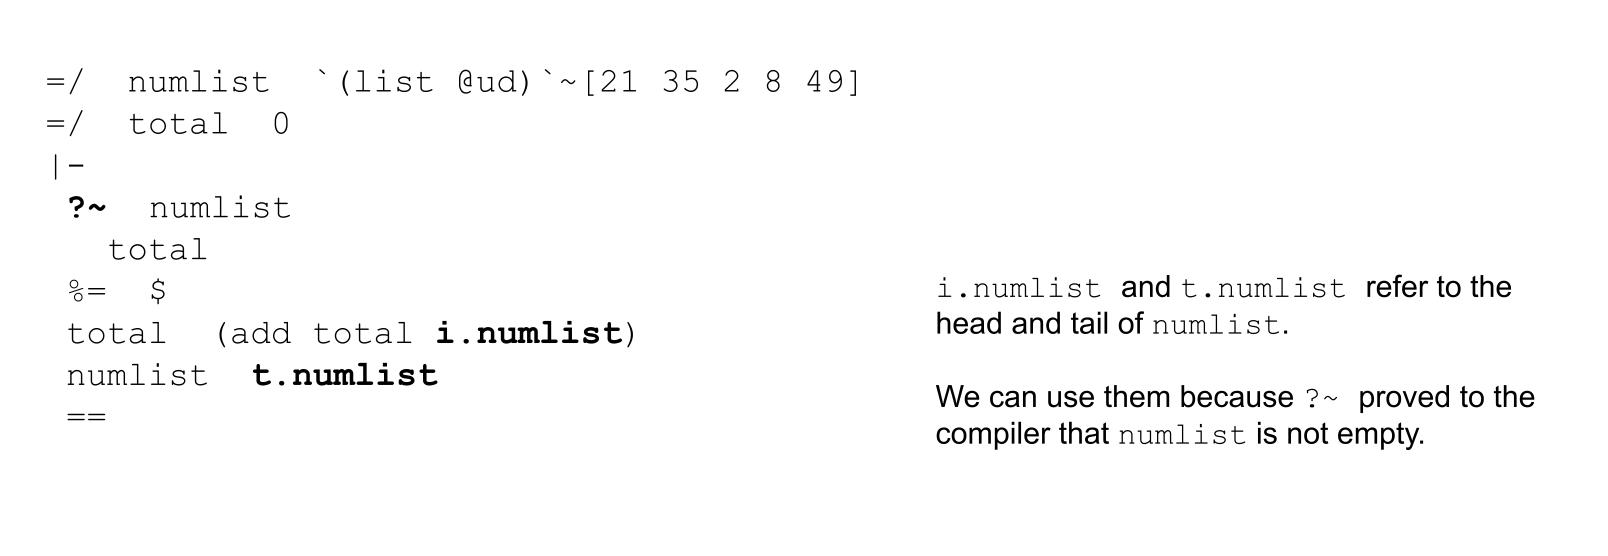 =/  numlist  `(list @ud)`~[21 35 2 8 49]
=/  total  0
|-
 ?~  numlist
   total
 %=  $
 total  (add total i.numlist)
 numlist  t.numlist
 ==
i.numlist and t.numlist refer to the
head and tail of numlist.
We can use them because ?~ proved to the
compiler that numlist is not empty.